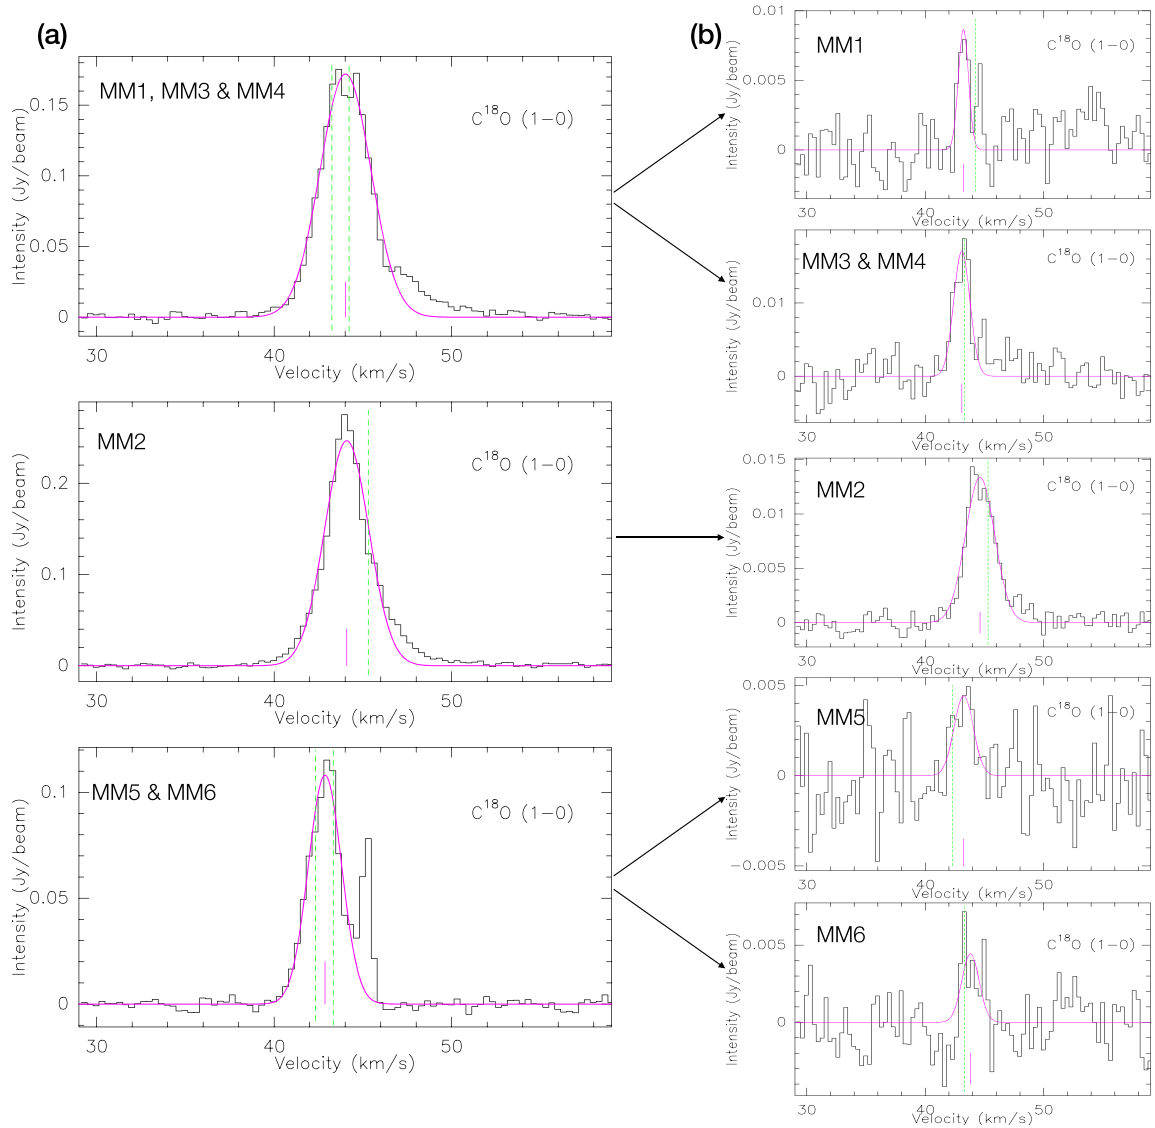 (a)
MM1, MM3 & MM4
C18O (1−0)
Intensity (Jy/beam)
0.15
0.1
0.05
0
30
40
50
Velocity (km/s)
MM2
C18O (1−0)
Intensity (Jy/beam)
0.2
0.1
0
30
40
50
Velocity (km/s)
MM5 & MM6
C18O (1−0)
Intensity (Jy/beam)
0.1
0.05
0
30
40
50
Velocity (km/s)
(b)
MM1
C18O (1−0)
Intensity (Jy/beam)
0.01
0.005
0
30
40
50
Velocity (km/s)
MM3 & MM4
C18O (1−0)
Intensity (Jy/beam)
0.01
0
30
40
50
Velocity (km/s)
MM2
C18O (1−0)
Intensity (Jy/beam)
0.015
0.01
0.005
0
30
40
50
Velocity (km/s)
MM5
C18O (1−0)
Intensity (Jy/beam)
0.005
0
−0.005
30
40
50
Velocity (km/s)
MM6
C18O (1−0)
Intensity (Jy/beam)
0.005
0
30
40
50
Velocity (km/s)